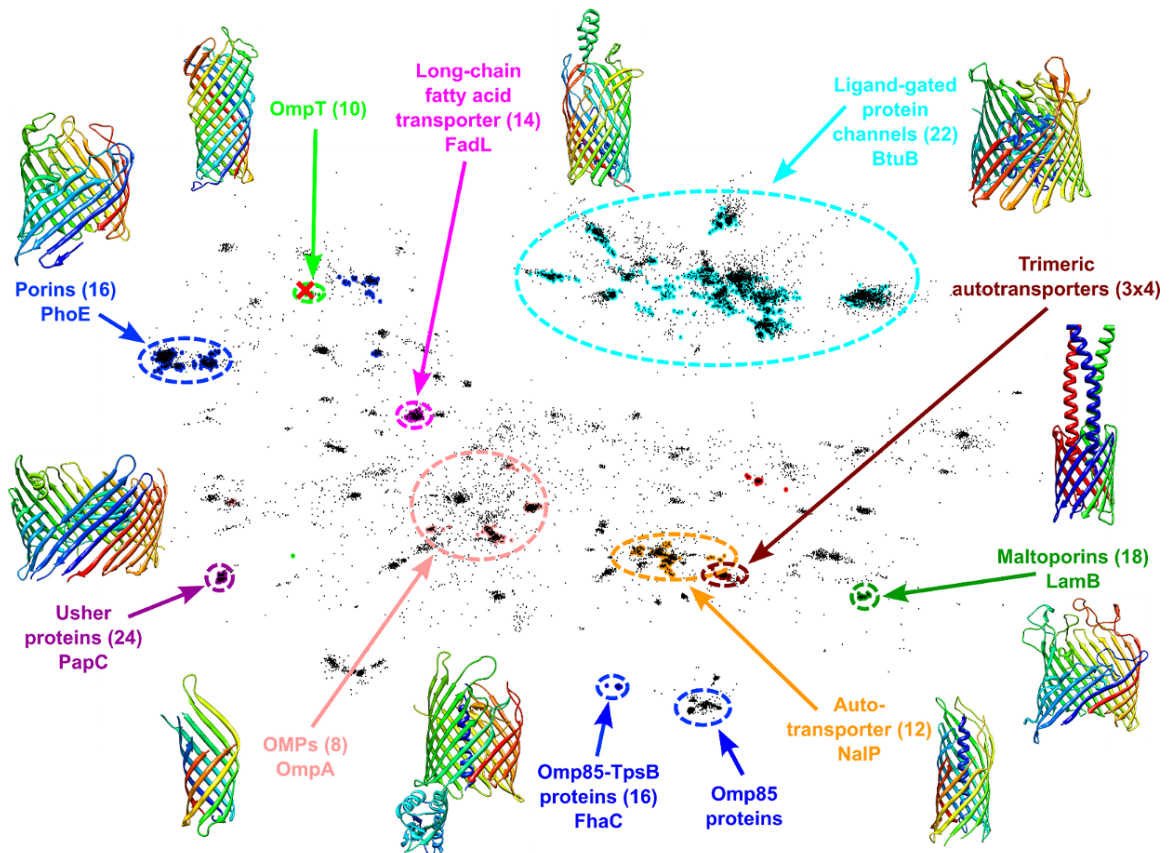 OmpT (10)
Long-chain
fatty acid
transporter (14)
FadL
Ligand-gated
protein
channels (22)
BtuB
Porins (16)
PhoE
Trimeric
autotransporters (3x4)
Usher
proteins (24)
PapC
Maltoporins (18)
LamB
OMPs (8)
OmpA
Omp85-TpsB
proteins (16)
FhaC
Omp85
proteins
Auto-
transporter (12)
NalP